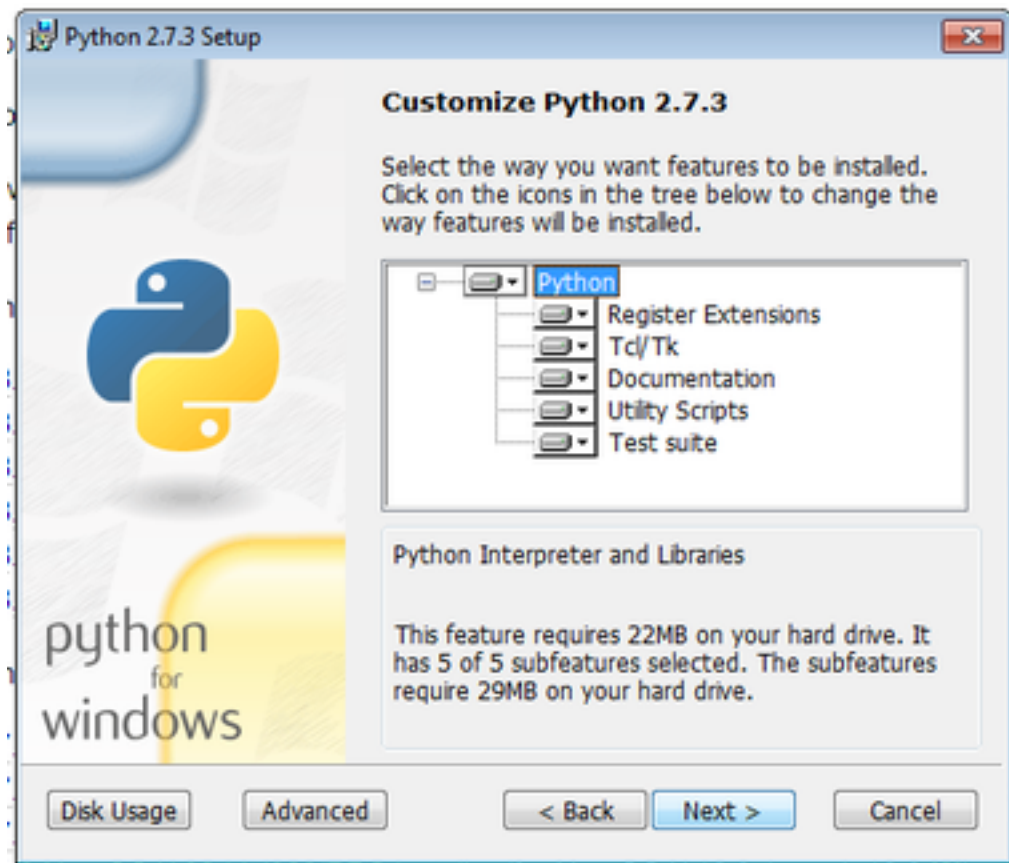 Python 2.7.3 Setup
Customize Python 2.7.3
Select the way you want features to be installed.
Click on the icons in the tree below to change the
way features will be installed.
Python
Register Extensions
Tcl/Tk
Documentation
Utility Scripts
Test suite
Python Interpreter and Libraries
This feature requires 22MB on your hard drive. It
has 5 of 5 subfeatures selected. The subfeatures
require 29MB on your hard drive.
python
for
windows
Disk Usage
Advanced
< Back
Next >
Cancel